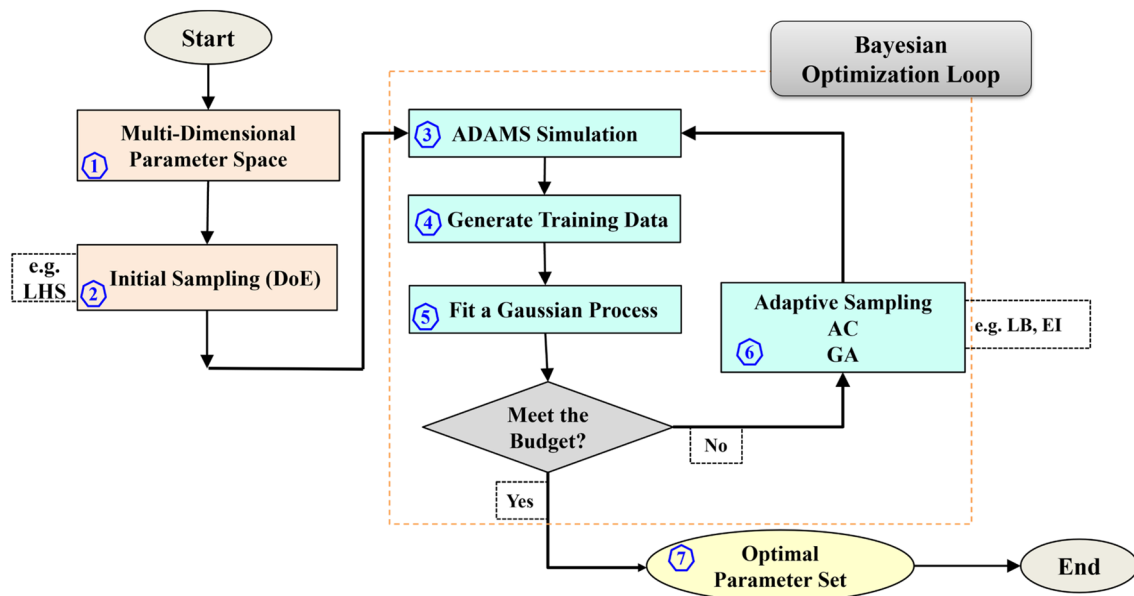 Start
Bayesian
Optimization Loop
Multi-Dimensional
Parameter Space
1
e.g.
LHS
Initial Sampling (DoE)
2
3
ADAMS Simulation
4
Generate Training Data
5
Fit a Gaussian Process
Adaptive Sampling
AC
GA
6
e.g. LB, EI
Meet the
Budget?
No
Yes
7
Optimal
Parameter Set
End